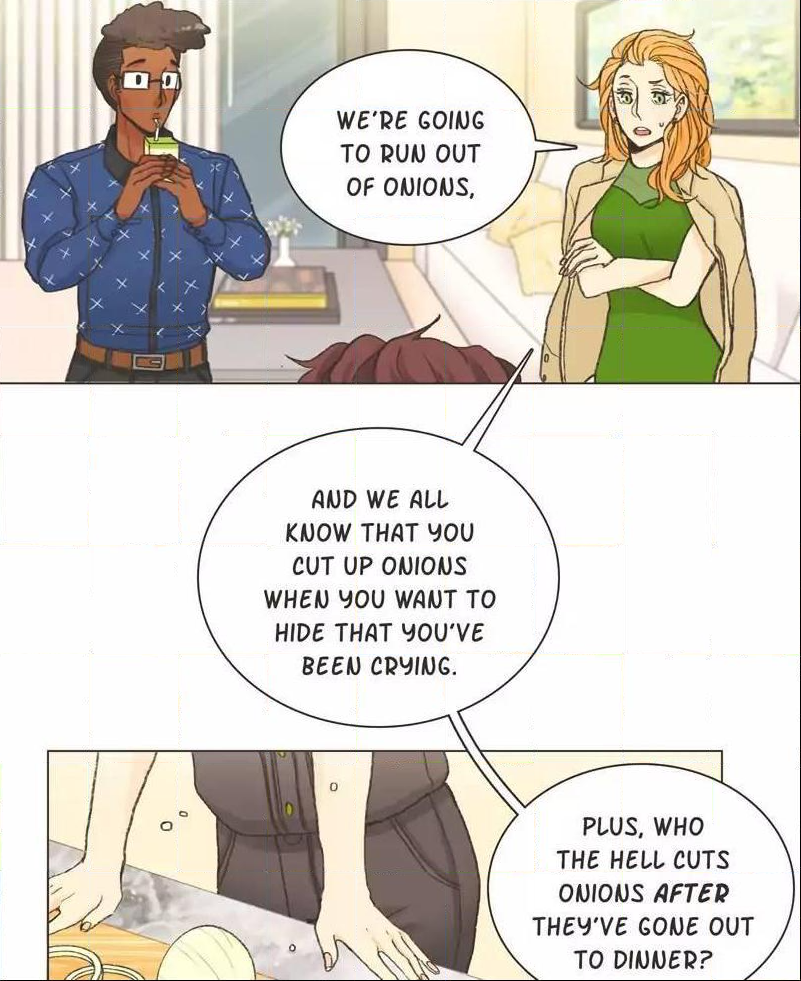 WE'RE GOING
TO RUN OUT
OF ONIONS,
AND WE ALL
KNOW THAT YOU
CUT UP ONIONS
WHEN YOU WANT TO
HIDE THAT YOU'VE
BEEN CRYING.
PLUS, WHO
THE HELL CUTS
ONIONS AFTER
THEY'VE GONE OUT
TO DINNER?